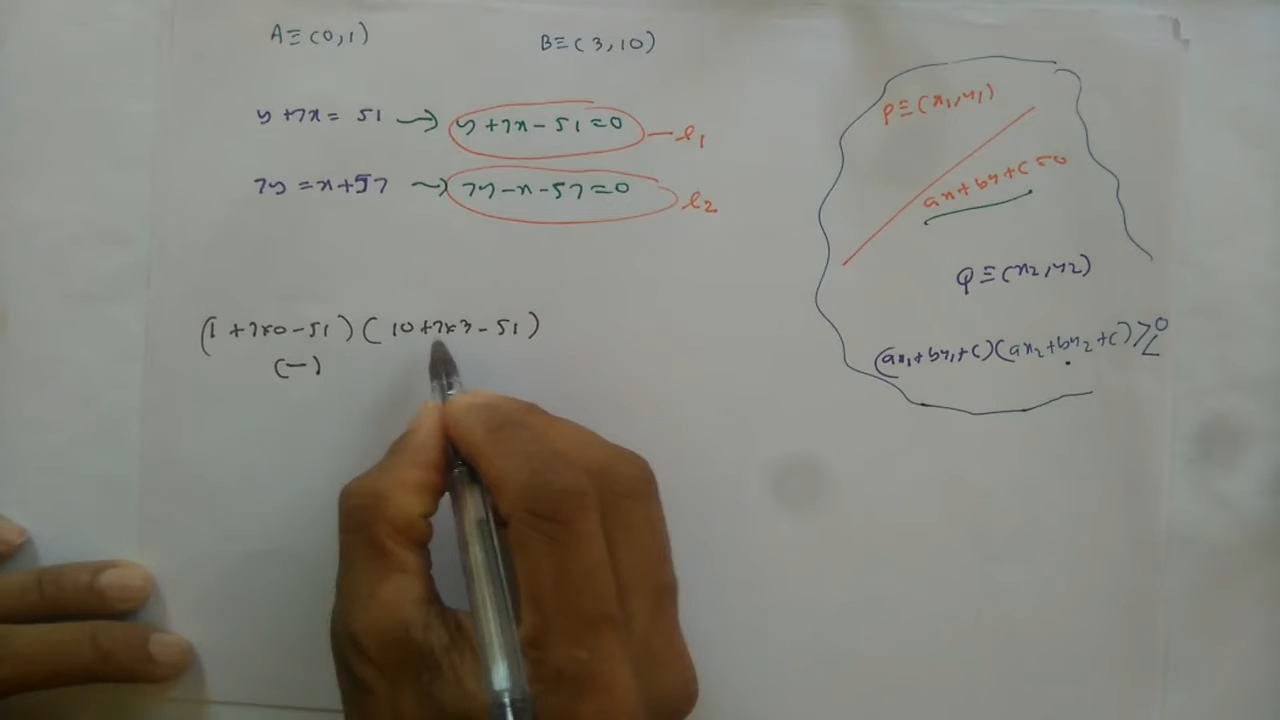 A≡(0,1) B≡(3,10)
y+7x=51 → y+7x-51=0 — l1
7y=x+57 → 7y-x-57=0 l2
(1+7×0-51)(10+7×3-51)
(-)
P≡(x1,y1)
ax+by+c=0
Q≡(x2,y2)
(ax1+by1+c)(ax2+by2+c)><0